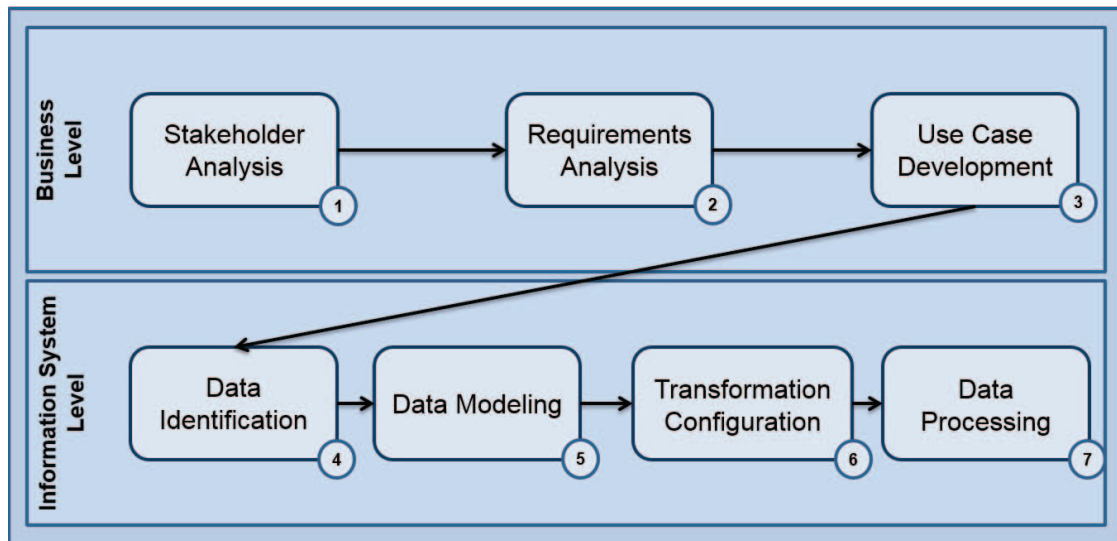 Business
Level
Stakeholder
Analysis
1
Requirements
Analysis
2
Use Case
Development
3
Information System
Level
Data
Identification
4
Data Modeling
5
Transformation
Configuration
6
Data
Processing
7